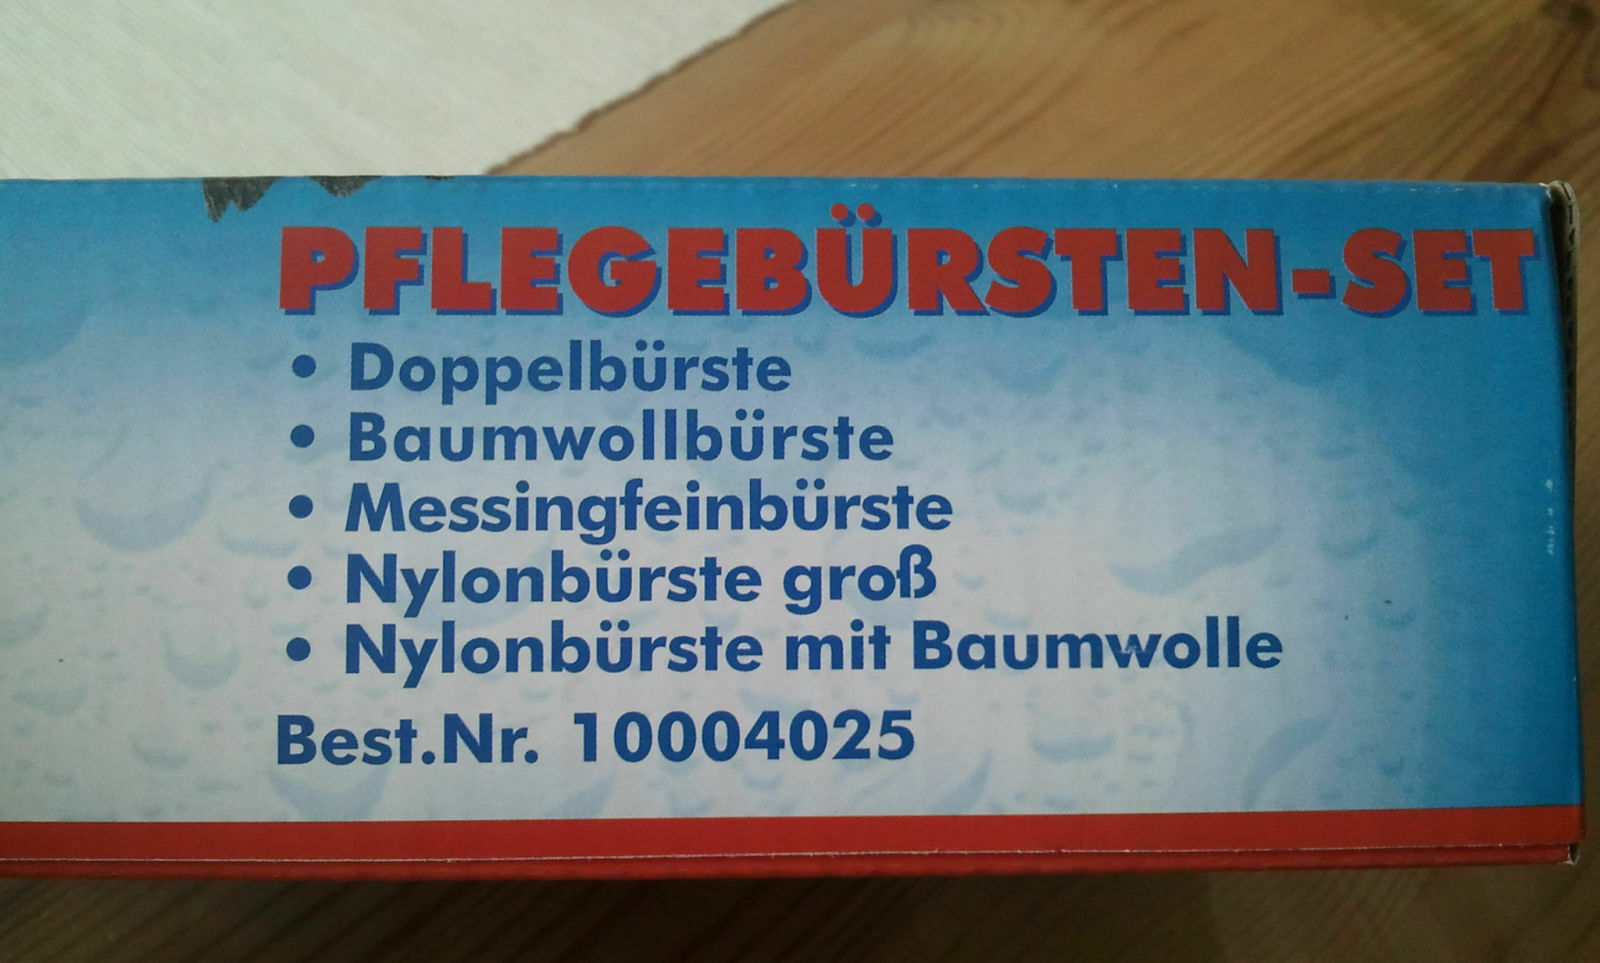 PFLEGEBÜRSTEN-SET
• Doppelbürste
• Baumwollbürste
• Messingfeinbürste
• Nylonbürste groß
• Nylonbürste mit Baumwolle
Best.Nr. 10004025